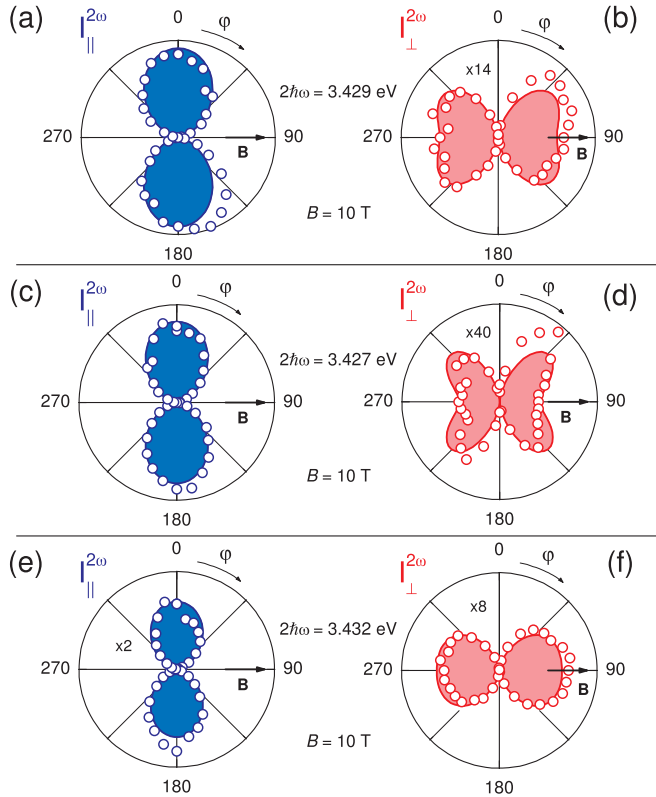 (a) I∥^2ω 0 φ (b) I⊥^2ω 0 φ
x14
2ħω = 3.429 eV
270 90 B 270 90 B
B = 10 T
180 180
(c) I∥^2ω 0 φ (d) I⊥^2ω 0 φ
x40
2ħω = 3.427 eV
270 90 B 270 90 B
B = 10 T
180 180
(e) I∥^2ω 0 φ (f) I⊥^2ω 0 φ
x2 x8
2ħω = 3.432 eV
270 90 B 270 90 B
B = 10 T
180 180